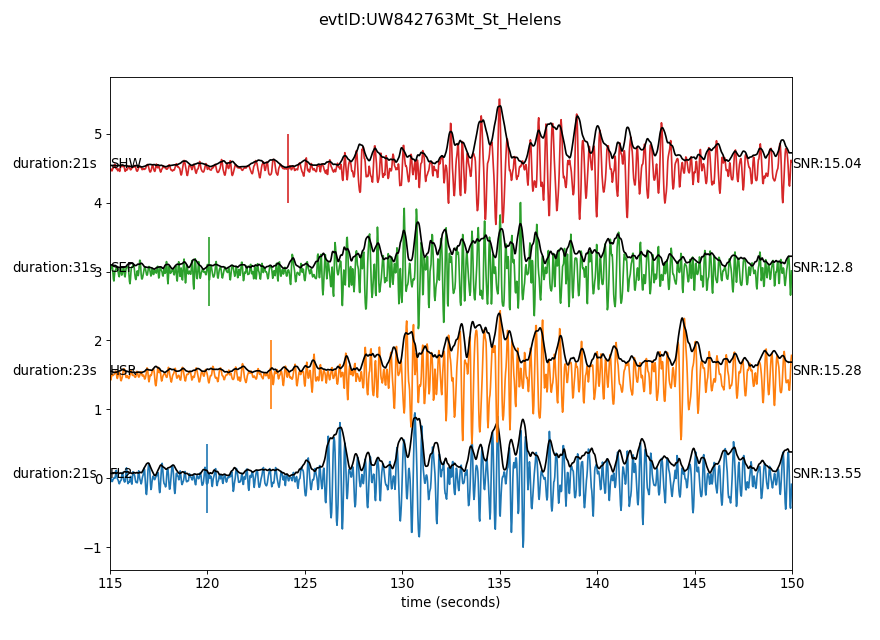 evtID:UW842763Mt_St_Helens
5
duration:21s SHW SNR:15.04
4
duration:31s 3 SEP SNR:12.8
2
duration:23s HSR SNR:15.28
1
duration:21s 0 FL2 SNR:13.55
−1
115 120 125 130 135 140 145 150
time (seconds)